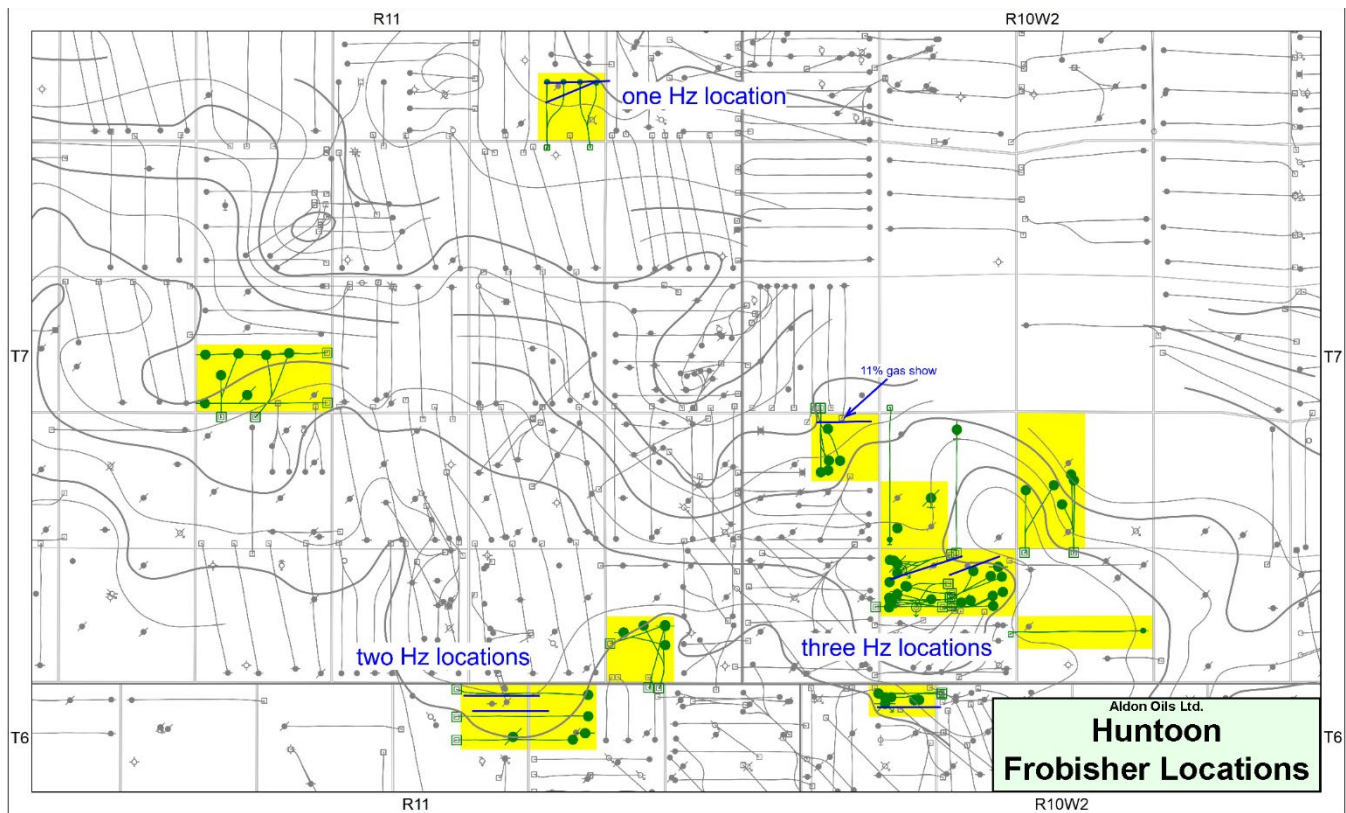 R11
R10W2
one Hz location
T7
T7
11% gas show
two Hz locations
three Hz locations
Aldon Oils Ltd.
Huntoon
Frobisher Locations
T6
T6
R11
R10W2